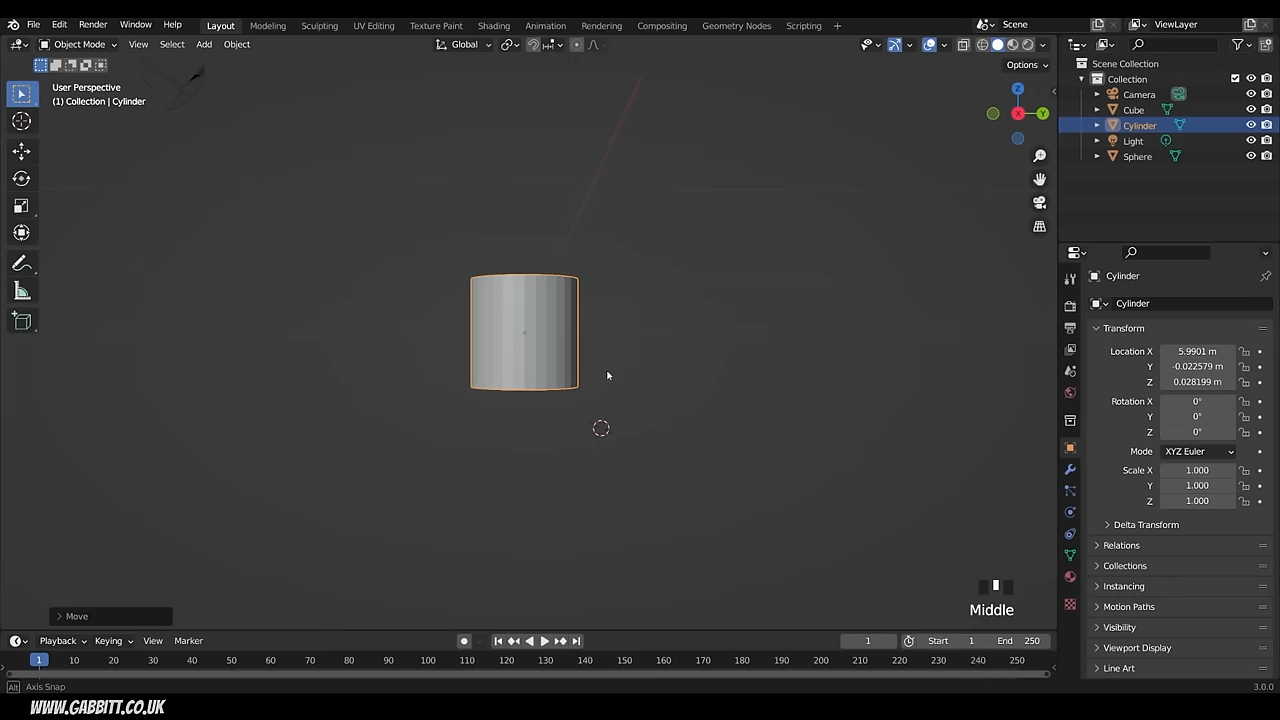 File Edit Render Window Help Layout Modeling Sculpting UV Editing Texture Paint Shading Animation Rendering Compositing Geometry Nodes Scripting + Scene ViewLayer
Object Mode View Select Add Object Global
Options
User Perspective
(1) Collection | Cylinder
Z
X
Y
Scene Collection
Collection
Camera
Cube
Cylinder
Light
Sphere
Cylinder
Cylinder
Transform
Location X 5.9901 m
Y -0.022579 m
Z 0.028199 m
Rotation X 0°
Y 0°
Z 0°
Mode XYZ Euler
Scale X 1.000
Y 1.000
Z 1.000
Delta Transform
Relations
Collections
Instancing
Motion Paths
Visibility
Viewport Display
Line Art
Middle
Move
Playback Keying View Marker 1 Start 1 End 250
1 10 20 30 40 50 60 70 80 90 100 110 120 130 140 150 160 170 180 190 200 210 220 230 240 250
Alt Axis Snap 3.0.0
WWW.GABBITT.CO.UK